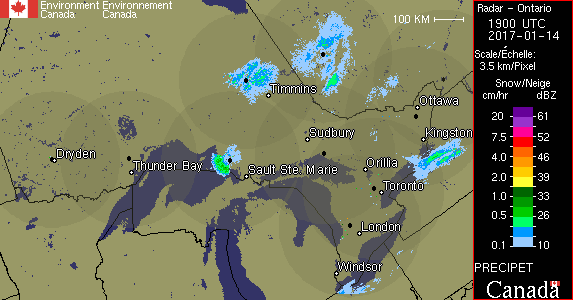 Environment Environnement
Canada Canada
100 KM
Timmins
Ottawa
Sudbury
Kingston
Dryden
Thunder Bay
Sault Ste. Marie
Orillia
Toronto
London
Windsor
Radar - Ontario
1900 UTC
2017-01-14
Scale/Échelle:
3.5 km/Pixel
Snow/Neige
cm/hr dBZ
20 61
7.5 52
4.0 46
2.0 39
1.0 33
0.5 26
0.1 10
PRECIPET
Canada